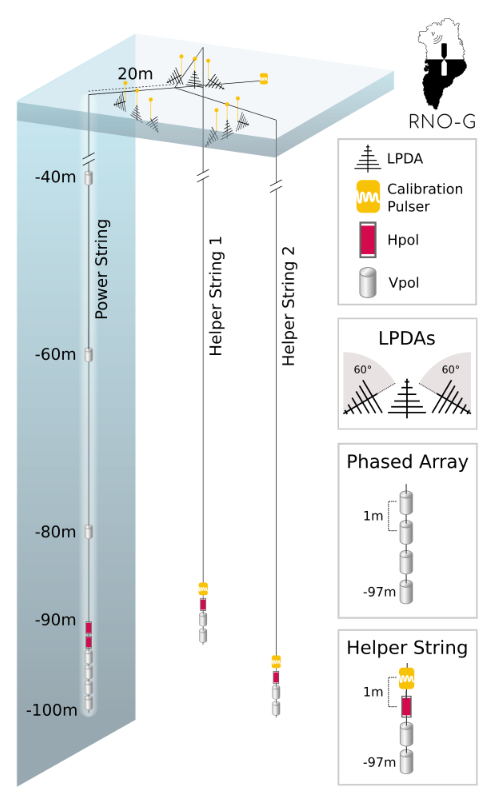 20m
RNO-G
-40m
-60m
-80m
-90m
-100m
Power String
Helper String 1
Helper String 2
LPDA
Calibration
Pulser
Hpol
Vpol
LPDAs
60°
60°
Phased Array
1m
-97m
Helper String
1m
-97m